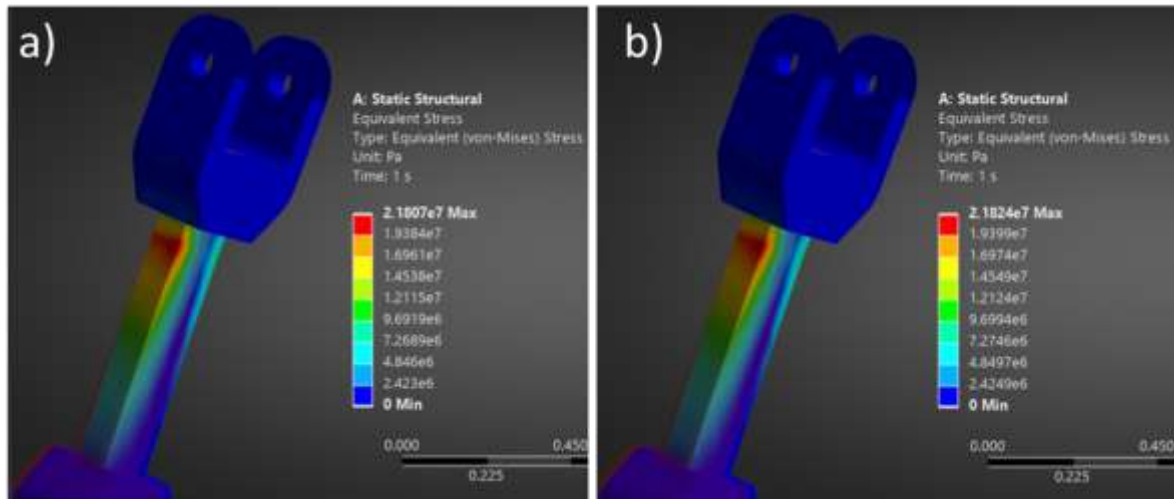 a)
A: Static Structural
Equivalent Stress
Type: Equivalent (von-Mises) Stress
Unit: Pa
Time: 1 s
2.1807e7 Max
1.9384e7
1.6961e7
1.4538e7
1.2115e7
9.6919e6
7.2689e6
4.846e6
2.423e6
0 Min
0.000
0.450
0.225
b)
A: Static Structural
Equivalent Stress
Type: Equivalent (von-Mises) Stress
Unit: Pa
Time: 1 s
2.1824e7 Max
1.9399e7
1.6974e7
1.4549e7
1.2124e7
9.6994e6
7.2746e6
4.8497e6
2.4249e6
0 Min
0.000
0.450
0.225